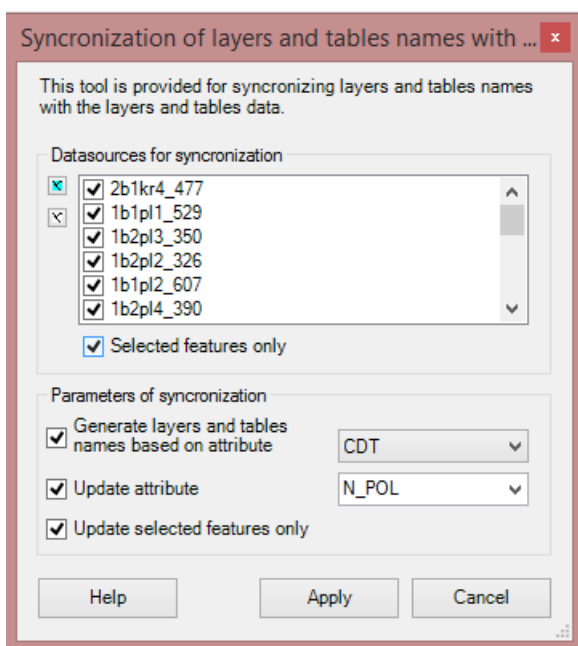 Syncronization of layers and tables names with ...
This tool is provided for syncronizing layers and tables names
with the layers and tables data.
Datasources for syncronization
2b1kr4_477
1b1pl1_529
1b2pl3_350
1b2pl2_326
1b1pl2_607
1b2pl4_390
Selected features only
Parameters of syncronization
Generate layers and tables
names based on attribute
CDT
Update attribute
N_POL
Update selected features only
Help
Apply
Cancel